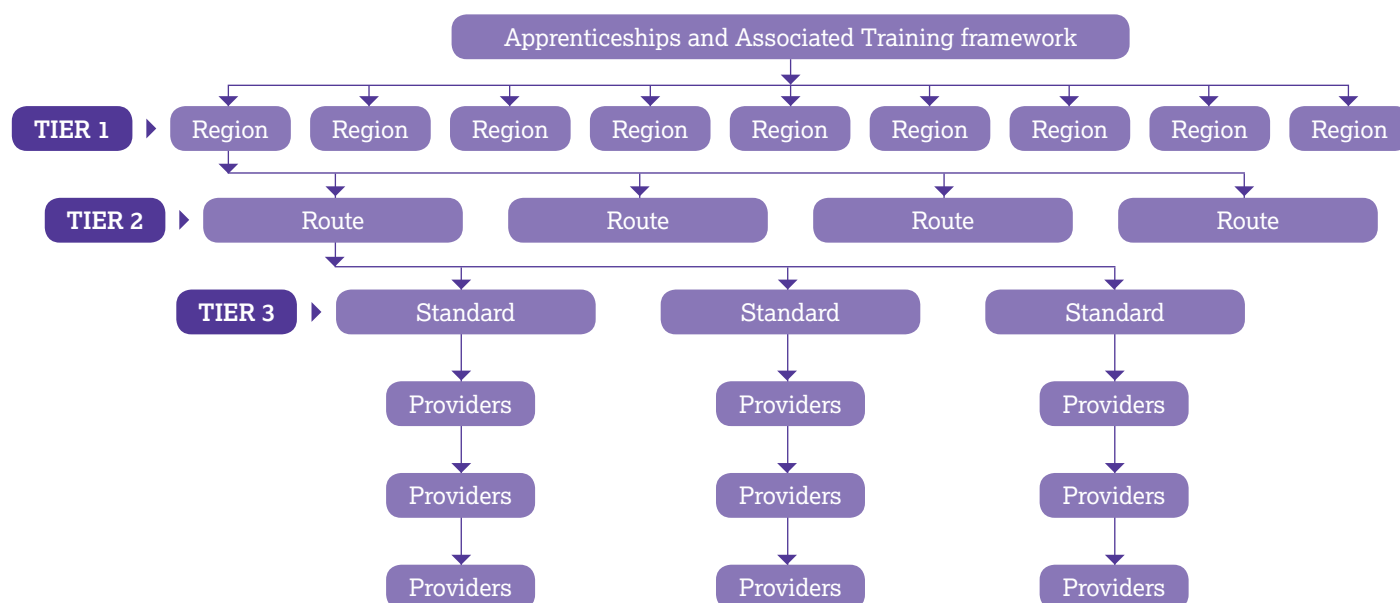 Apprenticeships and Associated Training framework
TIER 1 Region Region Region Region Region Region Region Region Region
TIER 2 Route Route Route Route
TIER 3 Standard Standard Standard
Providers Providers Providers
Providers Providers Providers
Providers Providers Providers